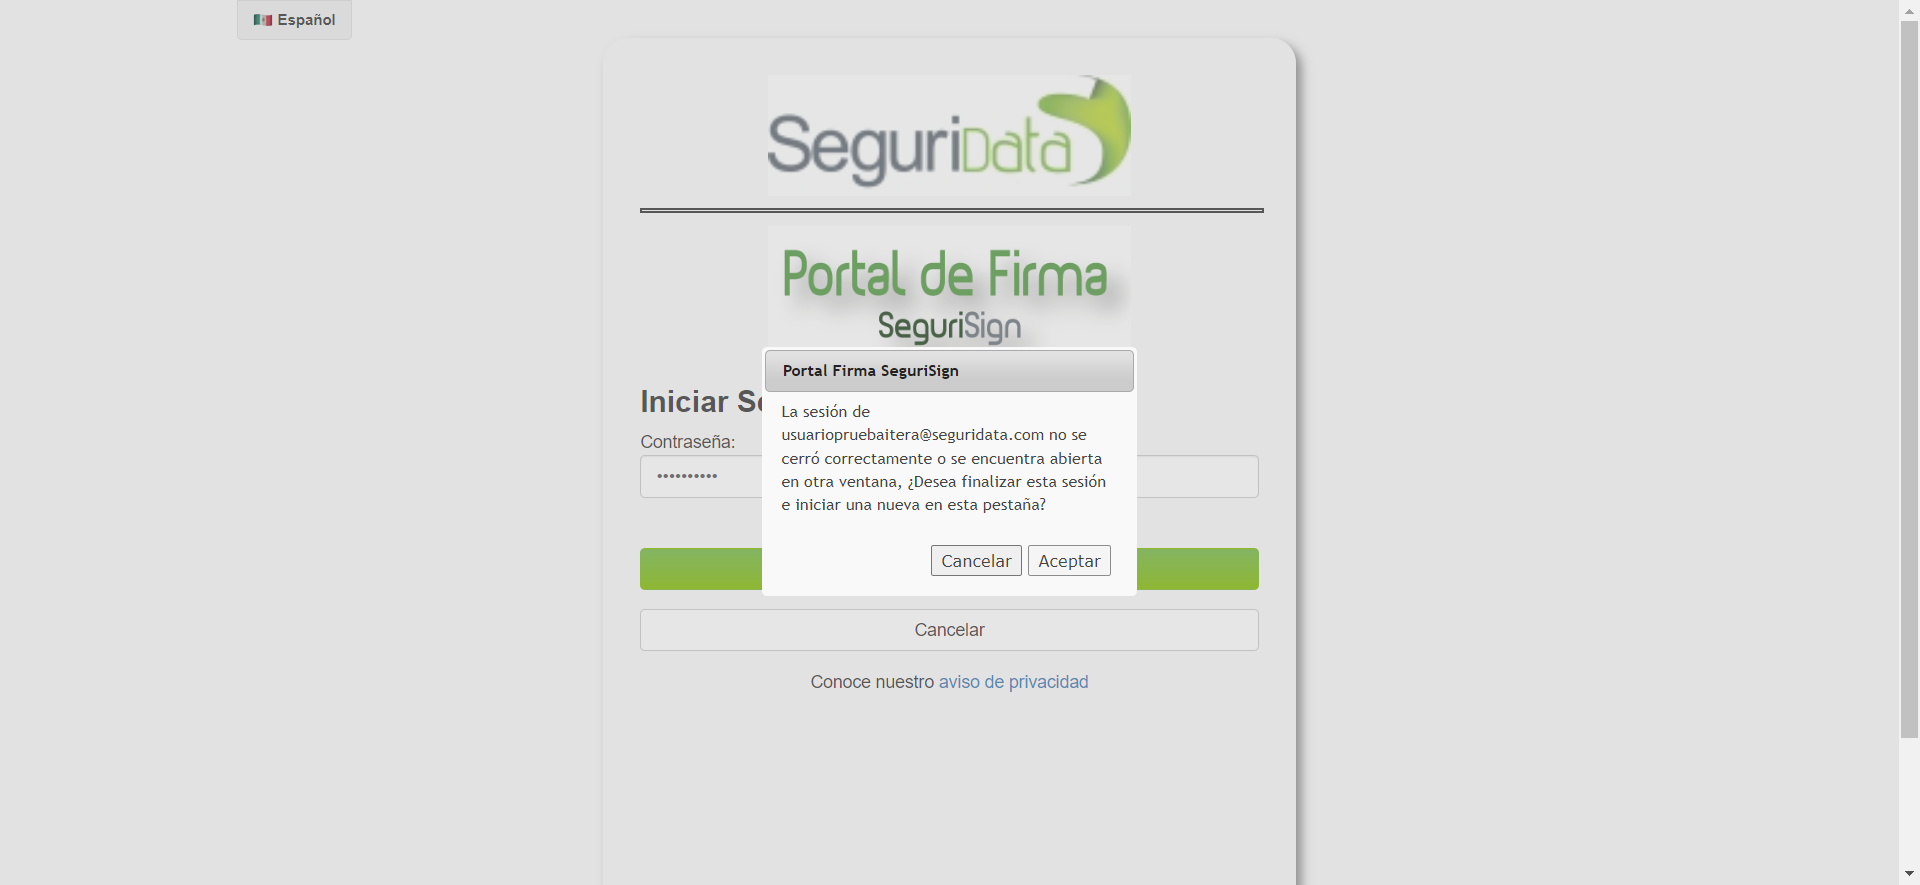 Español
SeguriData
Portal de Firma
SeguriSign
Portal Firma SeguriSign
Iniciar
La sesión de
usuariopruebaitera@seguridata.com no se
cerró correctamente o se encuentra abierta
en otra ventana, ¿Desea finalizar esta sesión
e iniciar una nueva en esta pestaña?
Contraseña:
••••••••••
Cancelar Aceptar
Cancelar
Conoce nuestro aviso de privacidad